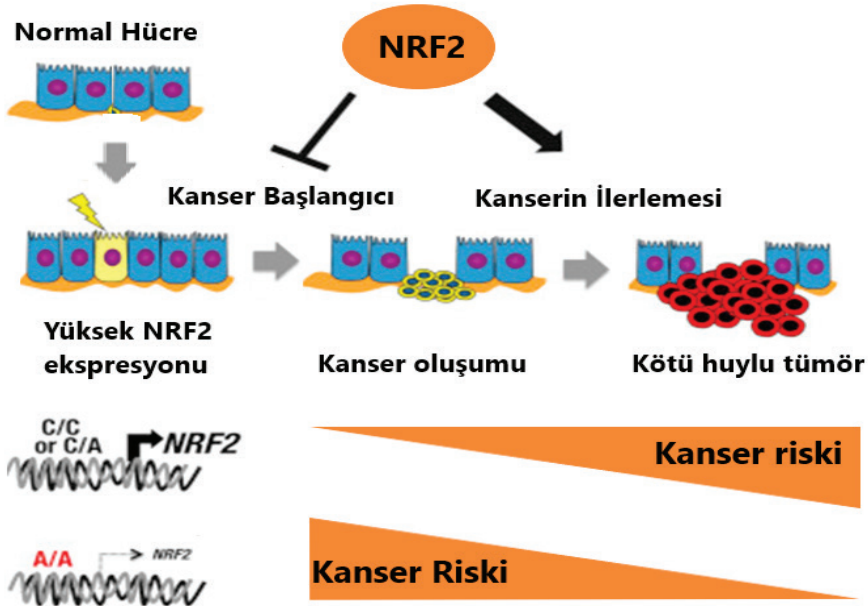 Normal Hücre
NRF2
Kanser Başlangıcı
Kanserin İlerlemesi
Yüksek NRF2
ekspresyonu
Kanser oluşumu
Kötü huylu tümör
C/C
or C/A
NRF2
Kanser riski
A/A
NRF2
Kanser Riski